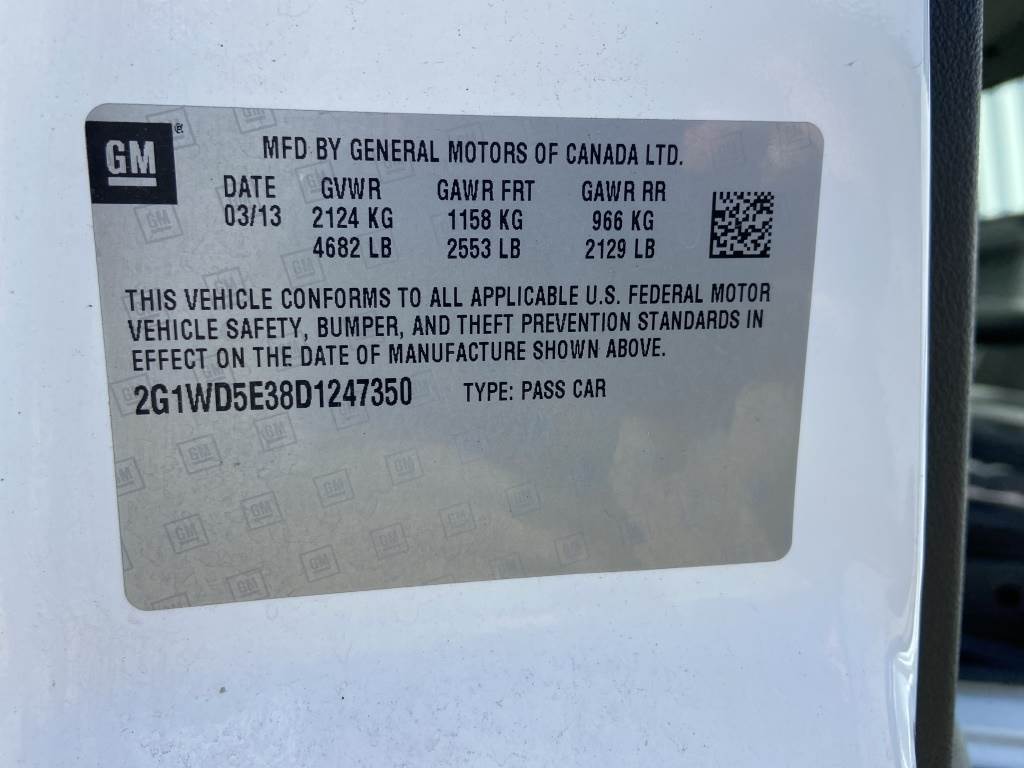 GM ®
MFD BY GENERAL MOTORS OF CANADA LTD.
DATE GVWR GAWR FRT GAWR RR
03/13 2124 KG 1158 KG 966 KG
4682 LB 2553 LB 2129 LB
THIS VEHICLE CONFORMS TO ALL APPLICABLE U.S. FEDERAL MOTOR
VEHICLE SAFETY, BUMPER, AND THEFT PREVENTION STANDARDS IN
EFFECT ON THE DATE OF MANUFACTURE SHOWN ABOVE.
2G1WD5E38D1247350 TYPE: PASS CAR